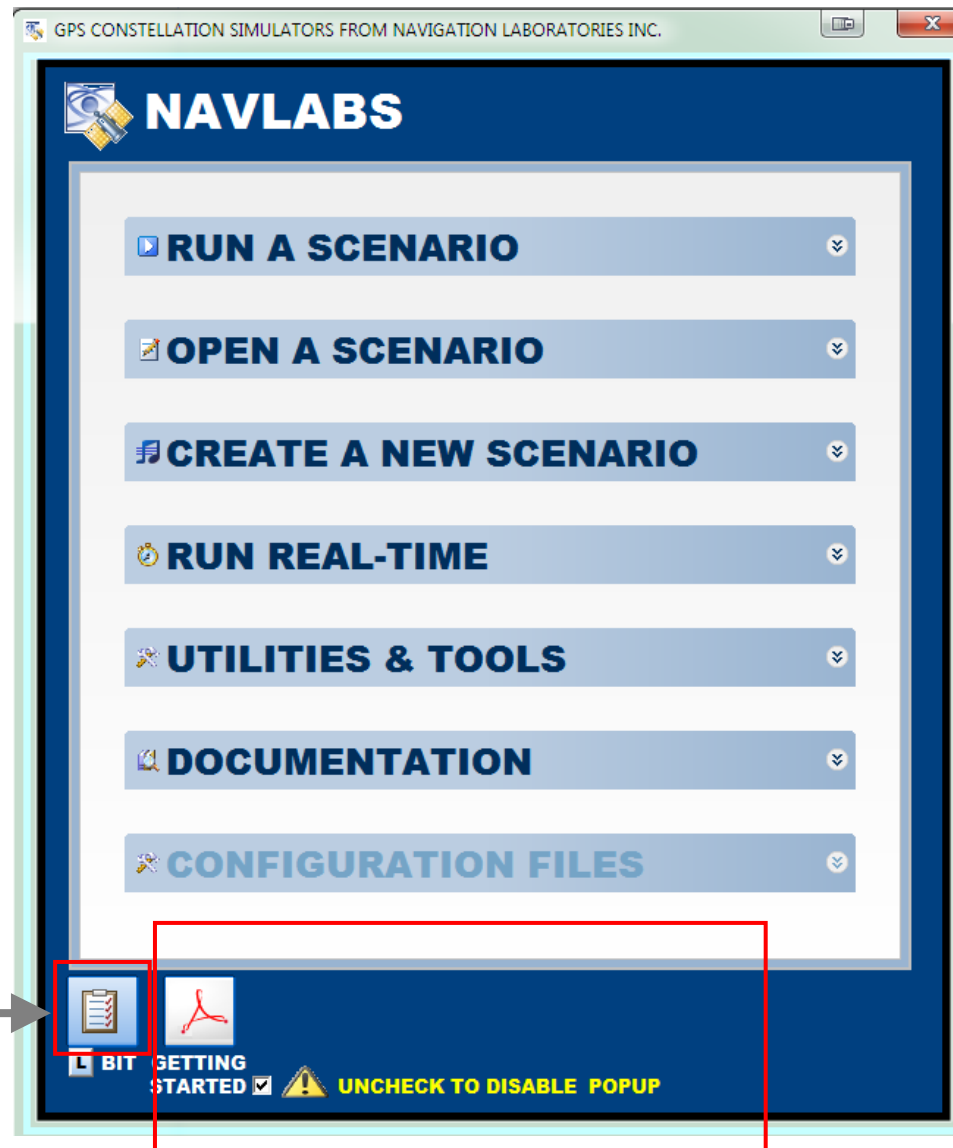 GPS CONSTELLATION SIMULATORS FROM NAVIGATION LABORATORIES INC.
NAVLABS
RUN A SCENARIO
OPEN A SCENARIO
CREATE A NEW SCENARIO
RUN REAL-TIME
UTILITIES & TOOLS
DOCUMENTATION
CONFIGURATION FILES
L BIT GETTING
STARTED UNCHECK TO DISABLE POPUP